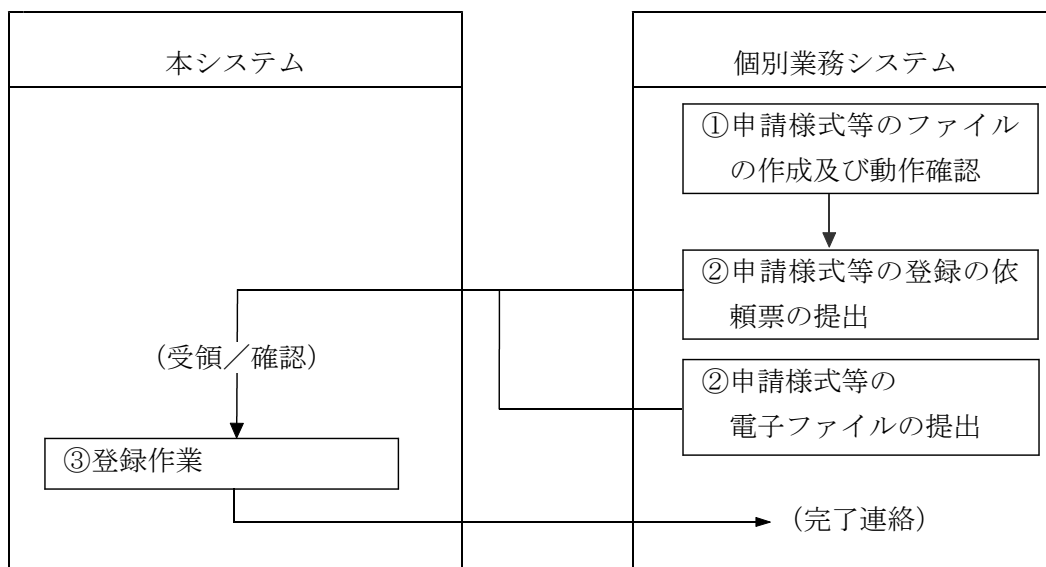 本システム
個別業務システム
①申請様式等のファイル
の作成及び動作確認
②申請様式等の登録の依
頼票の提出
(受領／確認)
②申請様式等の
電子ファイルの提出
③登録作業
(完了連絡)